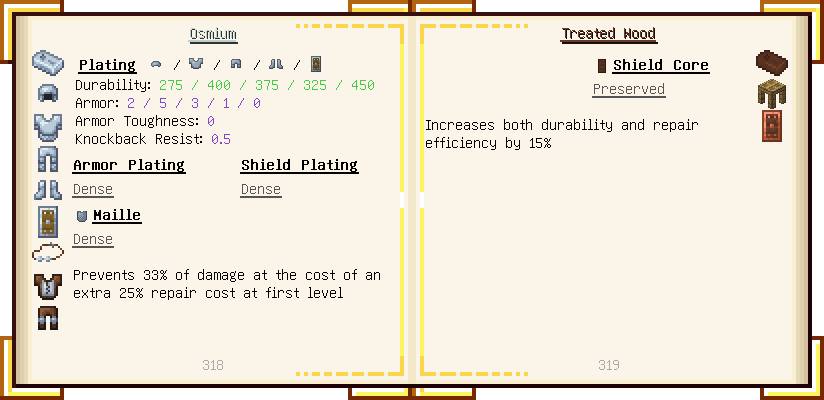 Osmium
Plating / / / /
Durability: 275 / 400 / 375 / 325 / 450
Armor: 2 / 5 / 3 / 1 / 0
Armor Toughness: 0
Knockback Resist: 0.5
Armor Plating
Dense
Shield Plating
Dense
Maille
Dense
Prevents 33% of damage at the cost of an
extra 25% repair cost at first level
318
Treated Wood
Shield Core
Preserved
Increases both durability and repair
efficiency by 15%
319